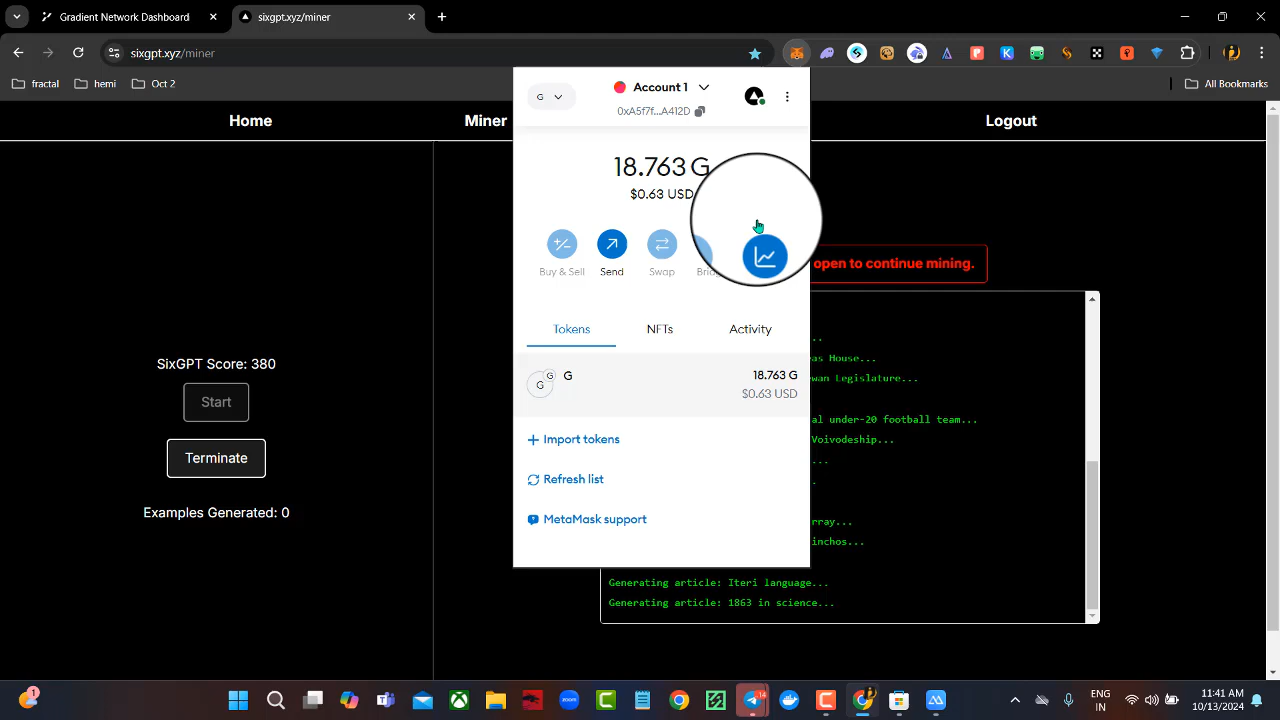 Gradient Network Dashboard
sixgpt.xyz/miner
sixgpt.xyz/miner
fractal
hemi
Oct 2
All Bookmarks
G
Account 1
0xA5f7f...A412D
Home
Miner
Logout
18.763 G
$0.63 USD
Buy & Sell
Send
Swap
open to continue mining.
Tokens
NFTs
Activity
G
G
G
18.763 G
$0.63 USD
Import tokens
Refresh list
MetaMask support
SixGPT Score: 380
Start
Terminate
Examples Generated: 0
..
as House...
wan Legislature...
al under-20 football team...
Voivodeship...
...
.
rray...
inchos...
Generating article: Iteri language...
Generating article: 1863 in science...
1
14
ENG
IN
11:41 AM
10/13/2024